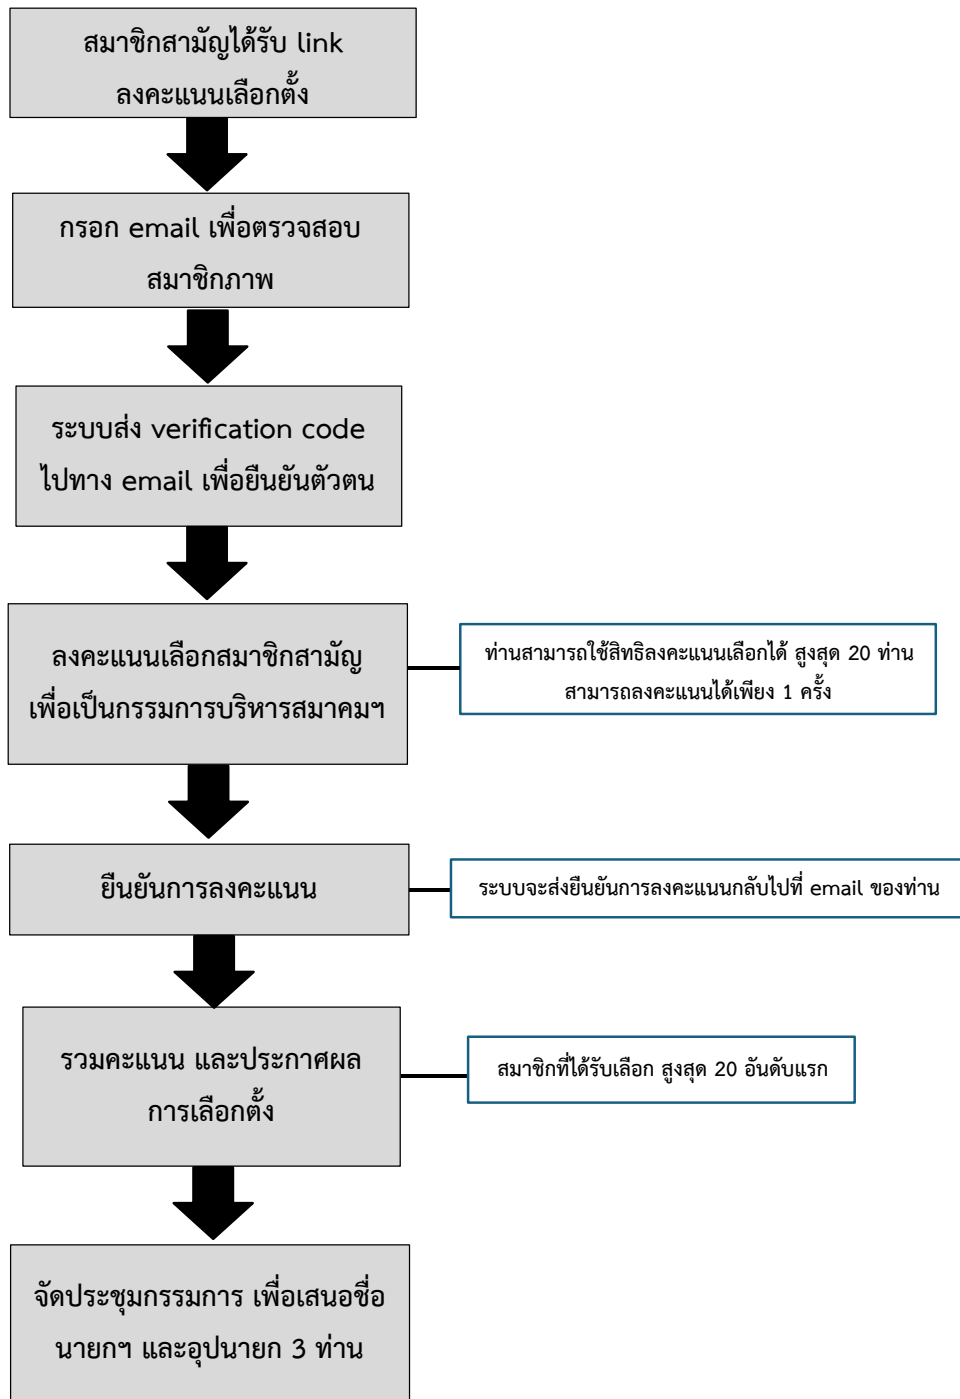 สมาชิกสามัญได้รับ link
ลงคะแนนเลือกตั้ง
กรอก email เพื่อตรวจสอบ
สมาชิกภาพ
ระบบส่ง verification code
ไปทาง email เพื่อยืนยันตัวตน
ลงคะแนนเลือกสมาชิกสามัญ
เพื่อเป็นกรรมการบริหารสมาคมฯ
ท่านสามารถใช้สิทธิลงคะแนนเลือกได้ สูงสุด 20 ท่าน
สามารถลงคะแนนได้เพียง 1 ครั้ง
ยืนยันการลงคะแนน
ระบบจะส่งยืนยันการลงคะแนนกลับไปที่ email ของท่าน
รวมคะแนน และประกาศผล
การเลือกตั้ง
สมาชิกที่ได้รับเลือก สูงสุด 20 อันดับแรก
จัดประชุมกรรมการ เพื่อเสนอชื่อ
นายกฯ และอุปนายก 3 ท่าน